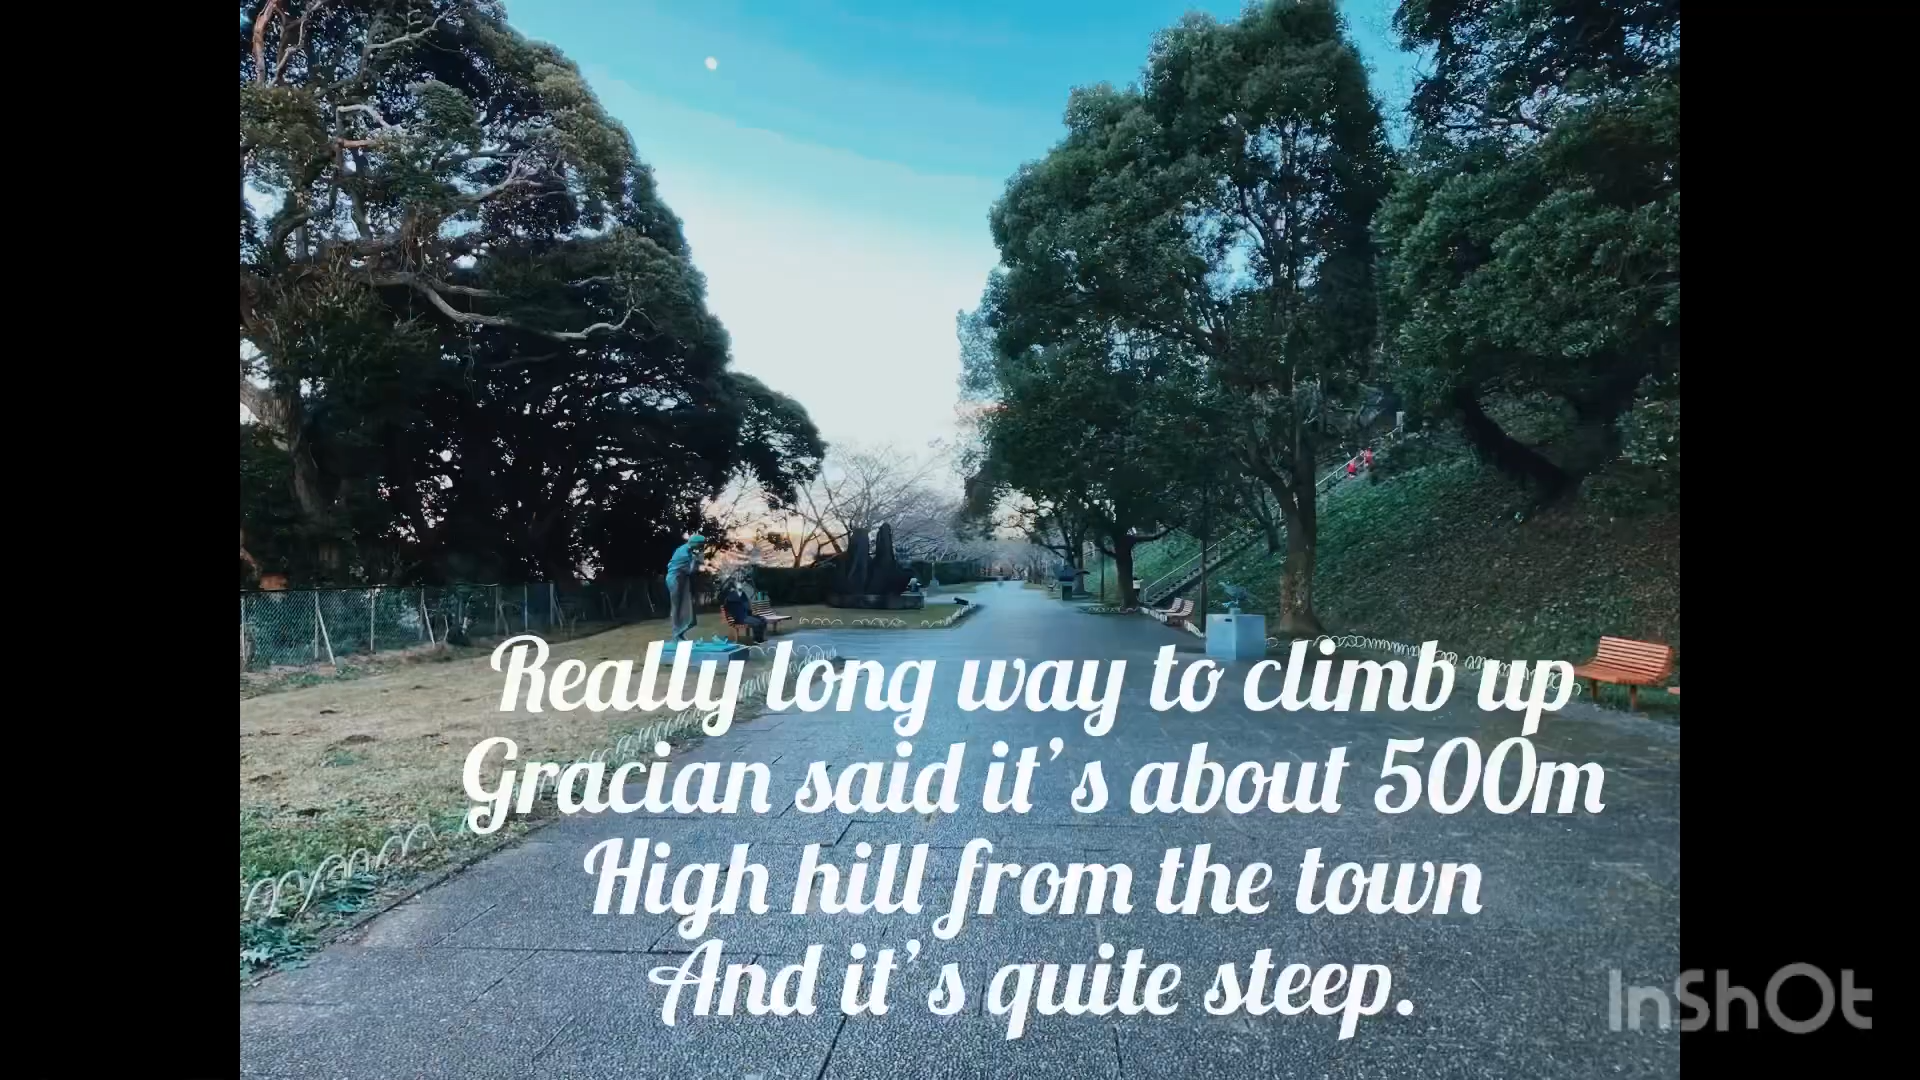 Really long way to climb up
Gracian said it's about 500m
High hill from the town
And it's quite steep.
InShOt